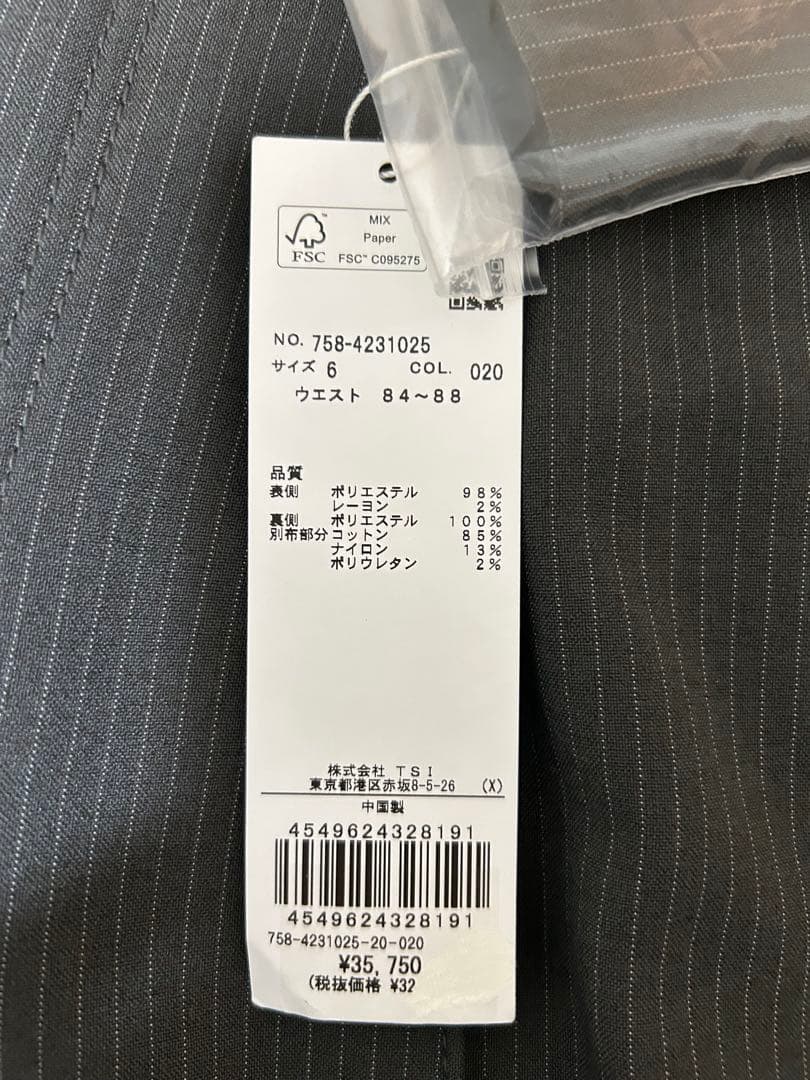 MIX
Paper
FSC™ C095275
FSC
NO. 758-4231025
サイズ 6 COL. 020
ウエスト 84～88
品質
表側 ポリエステル 98%
レーヨン 2%
裏側 ポリエステル 100%
別布部分 コットン 85%
ナイロン 13%
ポリウレタン 2%
株式会社 TSI
東京都港区赤坂8-5-26 (X)
中国製
4549624328191
4549624328191
758-4231025-20-020
¥35,750
(税抜価格 ¥32